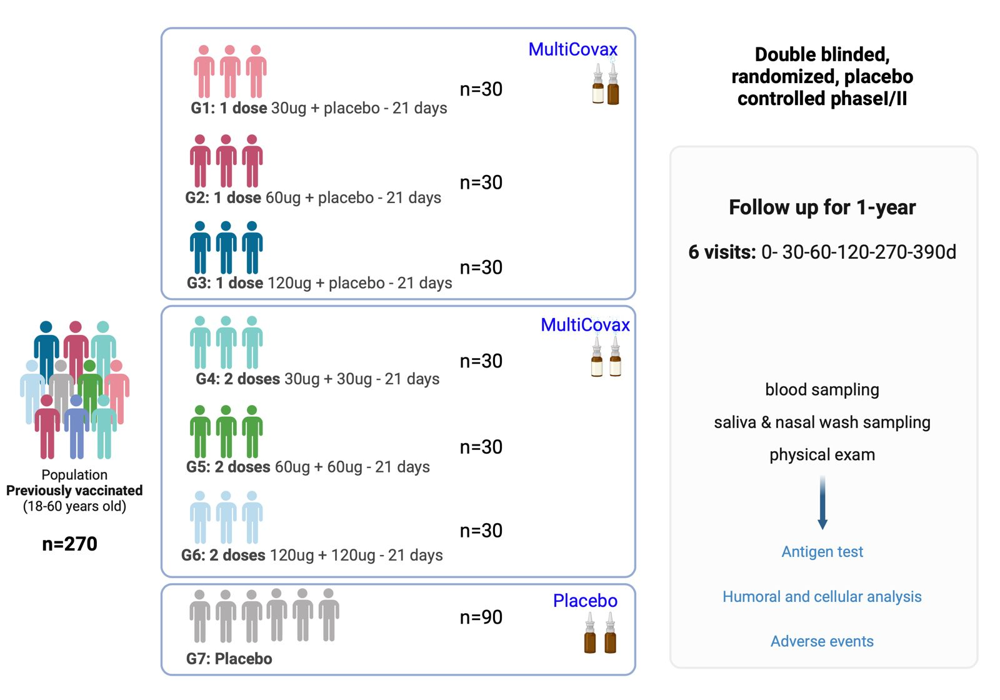 Population
Previously vaccinated
(18-60 years old)
n=270
MultiCovax
n=30
G1: 1 dose 30ug + placebo - 21 days
n=30
G2: 1 dose 60ug + placebo - 21 days
n=30
G3: 1 dose 120ug + placebo - 21 days
MultiCovax
n=30
G4: 2 doses 30ug + 30ug - 21 days
n=30
G5: 2 doses 60ug + 60ug - 21 days
n=30
G6: 2 doses 120ug + 120ug - 21 days
Placebo
n=90
G7: Placebo
Double blinded,
randomized, placebo
controlled phaseI/II
Follow up for 1-year
6 visits: 0- 30-60-120-270-390d
blood sampling
saliva & nasal wash sampling
physical exam
Antigen test
Humoral and cellular analysis
Adverse events